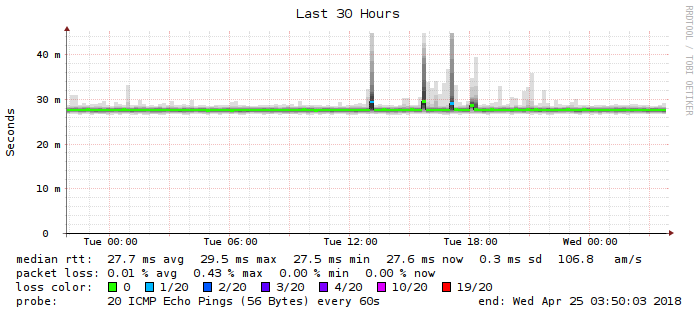 Last 30 Hours
RRDTOOL / TOBI OETIKER
Seconds
40 m
30 m
20 m
10 m
0
Tue 00:00 Tue 06:00 Tue 12:00 Tue 18:00 Wed 00:00
median rtt: 27.7 ms avg 29.5 ms max 27.5 ms min 27.6 ms now 0.3 ms sd 106.8 am/s
packet loss: 0.01 % avg 0.43 % max 0.00 % min 0.00 % now
loss color: 0 1/20 2/20 3/20 4/20 10/20 19/20
probe: 20 ICMP Echo Pings (56 Bytes) every 60s end: Wed Apr 25 03:50:03 2018